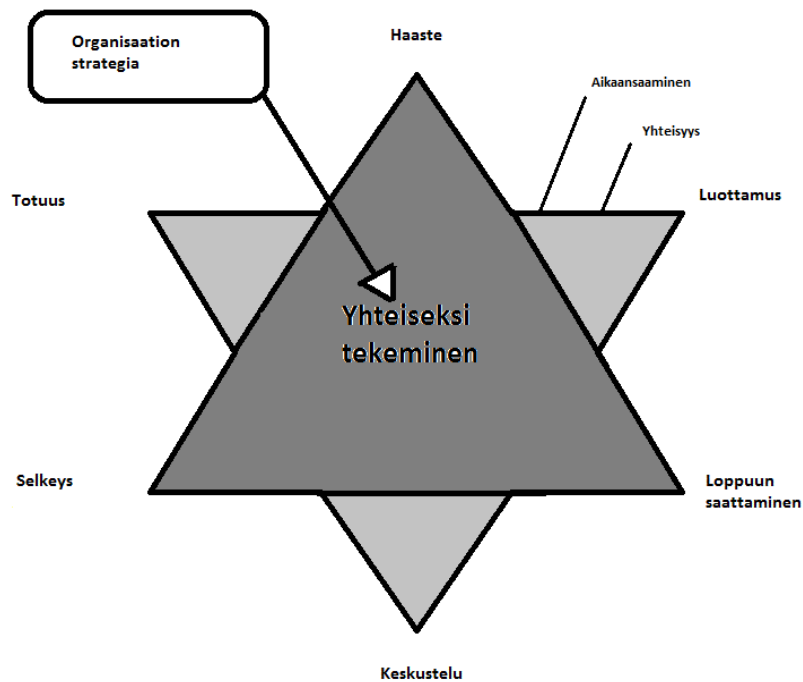 Organisaation
strategia
Haaste
Aikaansaaminen
Yhteisyys
Totuus
Luottamus
Yhteiseksi
tekeminen
Selkeys
Loppuun
saattaminen
Keskustelu